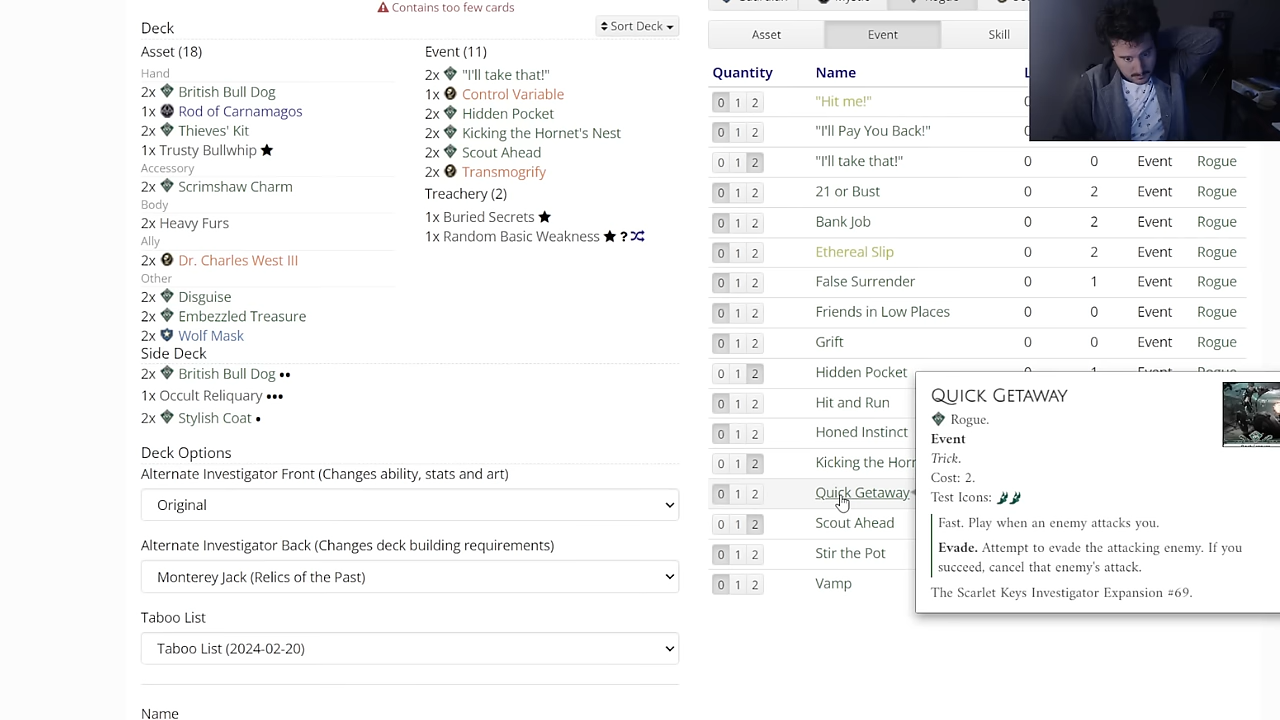 Contains too few cards
Deck
Sort Deck
Asset (18)
Hand
2x British Bull Dog
1x Rod of Carnamagos
2x Thieves' Kit
1x Trusty Bullwhip
Accessory
2x Scrimshaw Charm
Body
2x Heavy Furs
Ally
2x Dr. Charles West III
Other
2x Disguise
2x Embezzled Treasure
2x Wolf Mask
Side Deck
2x British Bull Dog
1x Occult Reliquary
2x Stylish Coat
Event (11)
2x "I'll take that!"
1x Control Variable
2x Hidden Pocket
2x Kicking the Hornet's Nest
2x Scout Ahead
2x Transmogrify
Treachery (2)
1x Buried Secrets
1x Random Basic Weakness ?
Deck Options
Alternate Investigator Front (Changes ability, stats and art)
Original
Alternate Investigator Back (Changes deck building requirements)
Monterey Jack (Relics of the Past)
Taboo List
Taboo List (2024-02-20)
Name
Asset Event Skill
Quantity Name
0 1 2 "Hit me!" 0
0 1 2 "I'll Pay You Back!" 0
0 1 2 "I'll take that!" 0 0 Event Rogue
0 1 2 21 or Bust 0 2 Event Rogue
0 1 2 Bank Job 0 2 Event Rogue
0 1 2 Ethereal Slip 0 2 Event Rogue
0 1 2 False Surrender 0 1 Event Rogue
0 1 2 Friends in Low Places 0 0 Event Rogue
0 1 2 Grift 0 0 Event Rogue
0 1 2 Hidden Pocket
0 1 2 Hit and Run
0 1 2 Honed Instinct
0 1 2 Kicking the Horr
0 1 2 Quick Getaway
0 1 2 Scout Ahead
0 1 2 Stir the Pot
0 1 2 Vamp
QUICK GETAWAY
Rogue.
Event
Trick.
Cost: 2.
Test Icons:
Fast. Play when an enemy attacks you.
Evade. Attempt to evade the attacking enemy. If you
succeed, cancel that enemy's attack.
The Scarlet Keys Investigator Expansion #69.